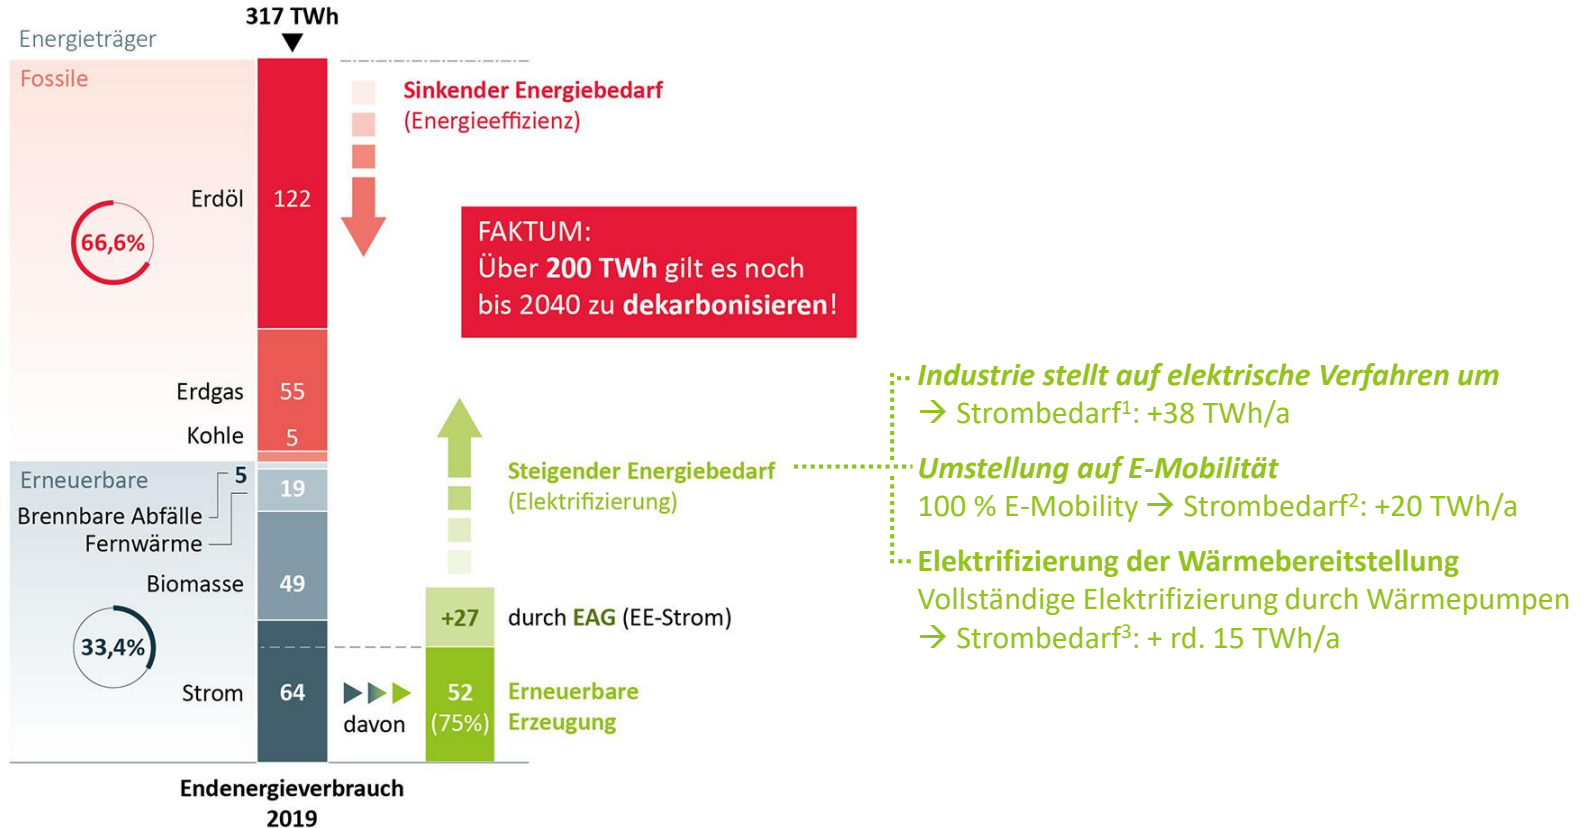 317 TWh
Energieträger
Fossile
Sinkender Energiebedarf
(Energieeffizienz)
Erdöl 122
66,6%
FAKTUM:
Über 200 TWh gilt es noch
bis 2040 zu dekarbonisieren!
Erdgas 55
Kohle 5
Erneuerbare
5
19
Brennbare Abfälle
Fernwärme
Biomasse 49
33,4%
Strom 64
davon
Steigender Energiebedarf
(Elektrifizierung)
+27 durch EAG (EE-Strom)
52 Erneuerbare
(75%) Erzeugung
Industrie stellt auf elektrische Verfahren um
→ Strombedarf¹: +38 TWh/a
Umstellung auf E-Mobilität
100 % E-Mobility → Strombedarf²: +20 TWh/a
Elektrifizierung der Wärmebereitstellung
Vollständige Elektrifizierung durch Wärmepumpen
→ Strombedarf³: + rd. 15 TWh/a
Endenergieverbrauch
2019